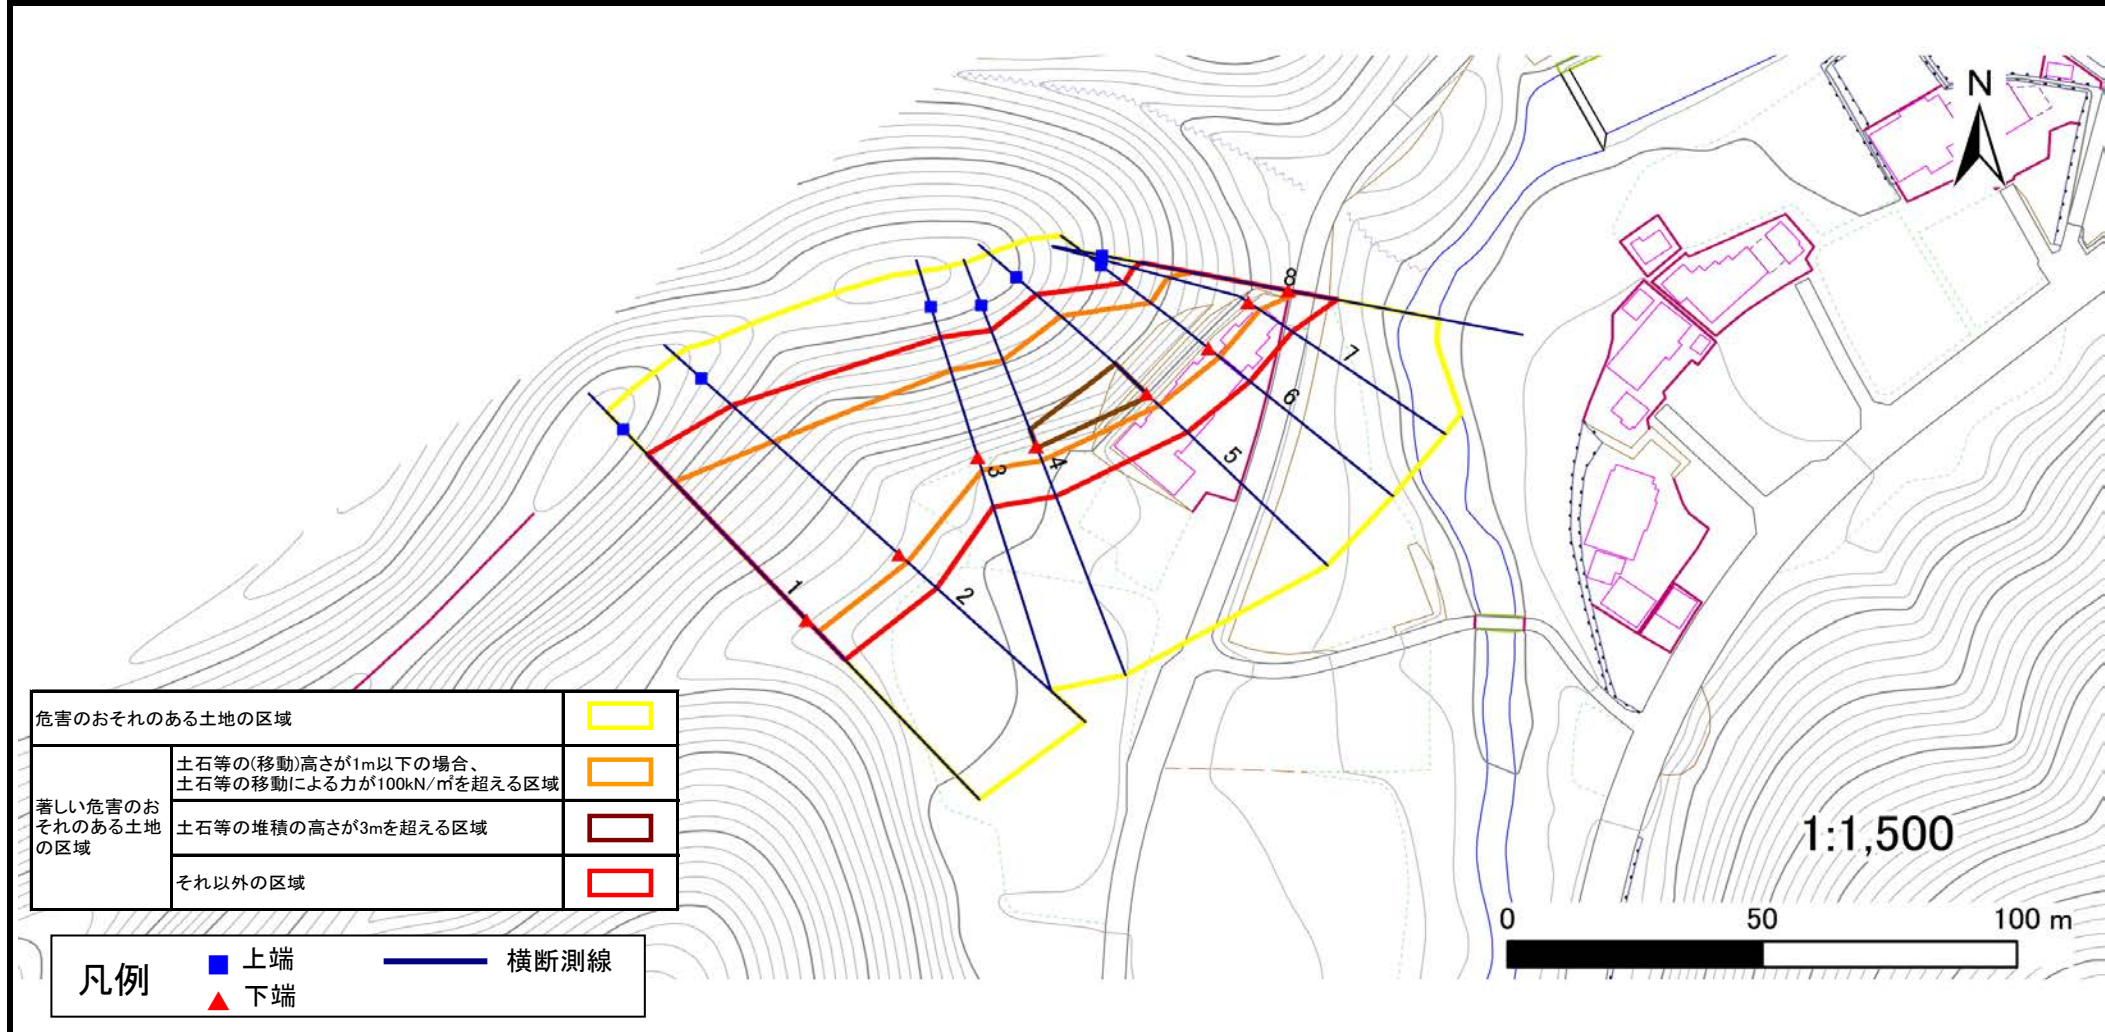 N
8
7
6
5
4
3
2
1
危害のおそれのある土地の区域
著しい危害のお
それのある土地
の区域
土石等の(移動)高さが1m以下の場合、
土石等の移動による力が100kN/㎡を超える区域
土石等の堆積の高さが3mを超える区域
それ以外の区域
凡例
上端
下端
横断測線
1:1,500
0 50 100 m